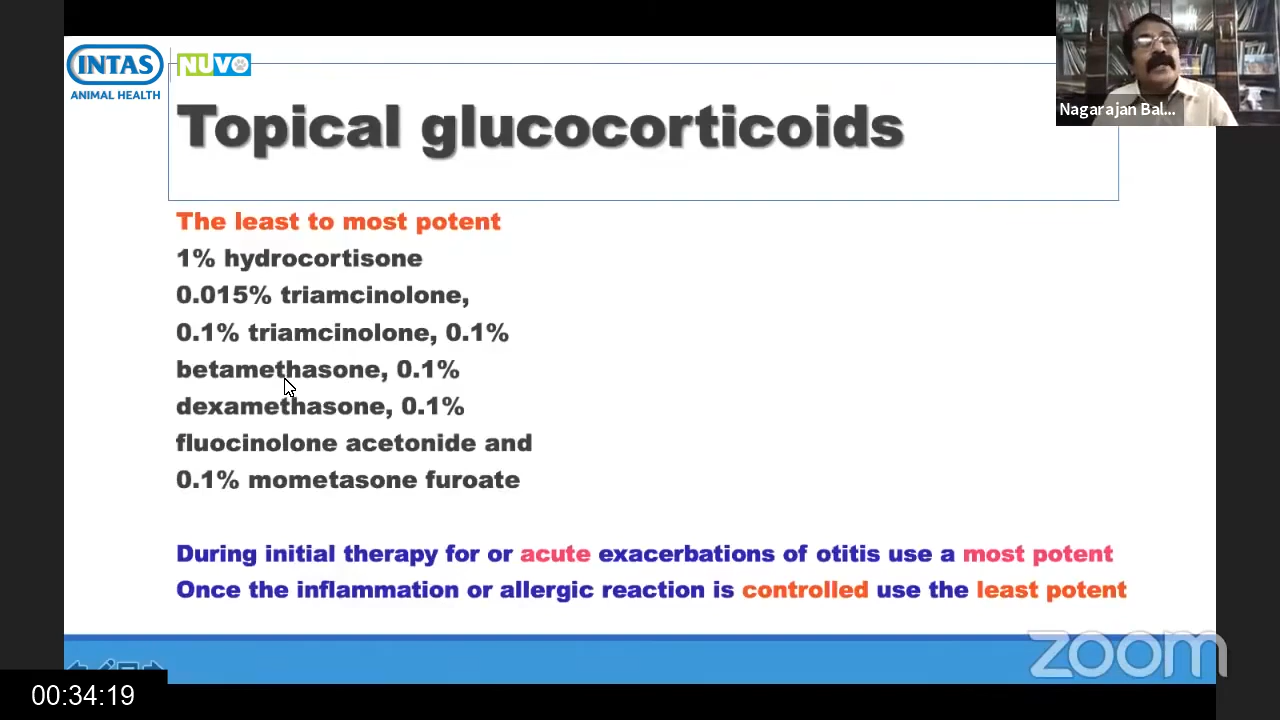 INTAS
ANIMAL HEALTH
NUVO
Nagarajan Bal...
Topical glucocorticoids
The least to most potent
1% hydrocortisone
0.015% triamcinolone,
0.1% triamcinolone, 0.1%
betamethasone, 0.1%
dexamethasone, 0.1%
fluocinolone acetonide and
0.1% mometasone furoate
During initial therapy for or acute exacerbations of otitis use a most potent
Once the inflammation or allergic reaction is controlled use the least potent
zoom
00:34:19